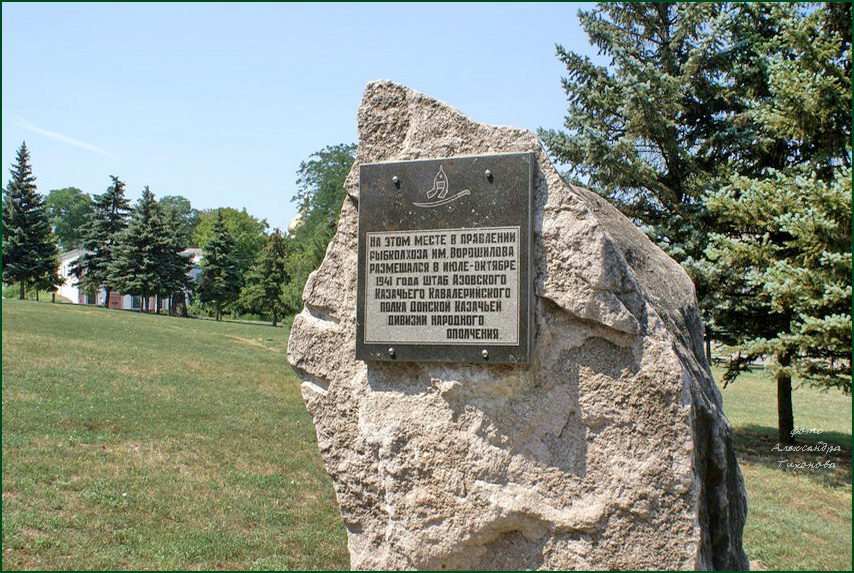 НА ЭТОМ МЕСТЕ В ПРАВЛЕНИИ
РЫБКОЛХОЗА ИМ. ВОРОШИЛОВА
РАЗМЕЩАЛСЯ В ИЮЛЕ-ОКТЯБРЕ
1941 ГОДА ШТАБ АЗОВСКОГО
КАЗАЧЬЕГО КАВАЛЕРИЙСКОГО
ПОЛКА ДОНСКОЙ КАЗАЧЬЕЙ
ДИВИЗИИ НАРОДНОГО
ОПОЛЧЕНИЯ.
фото
Александра
Тихонова